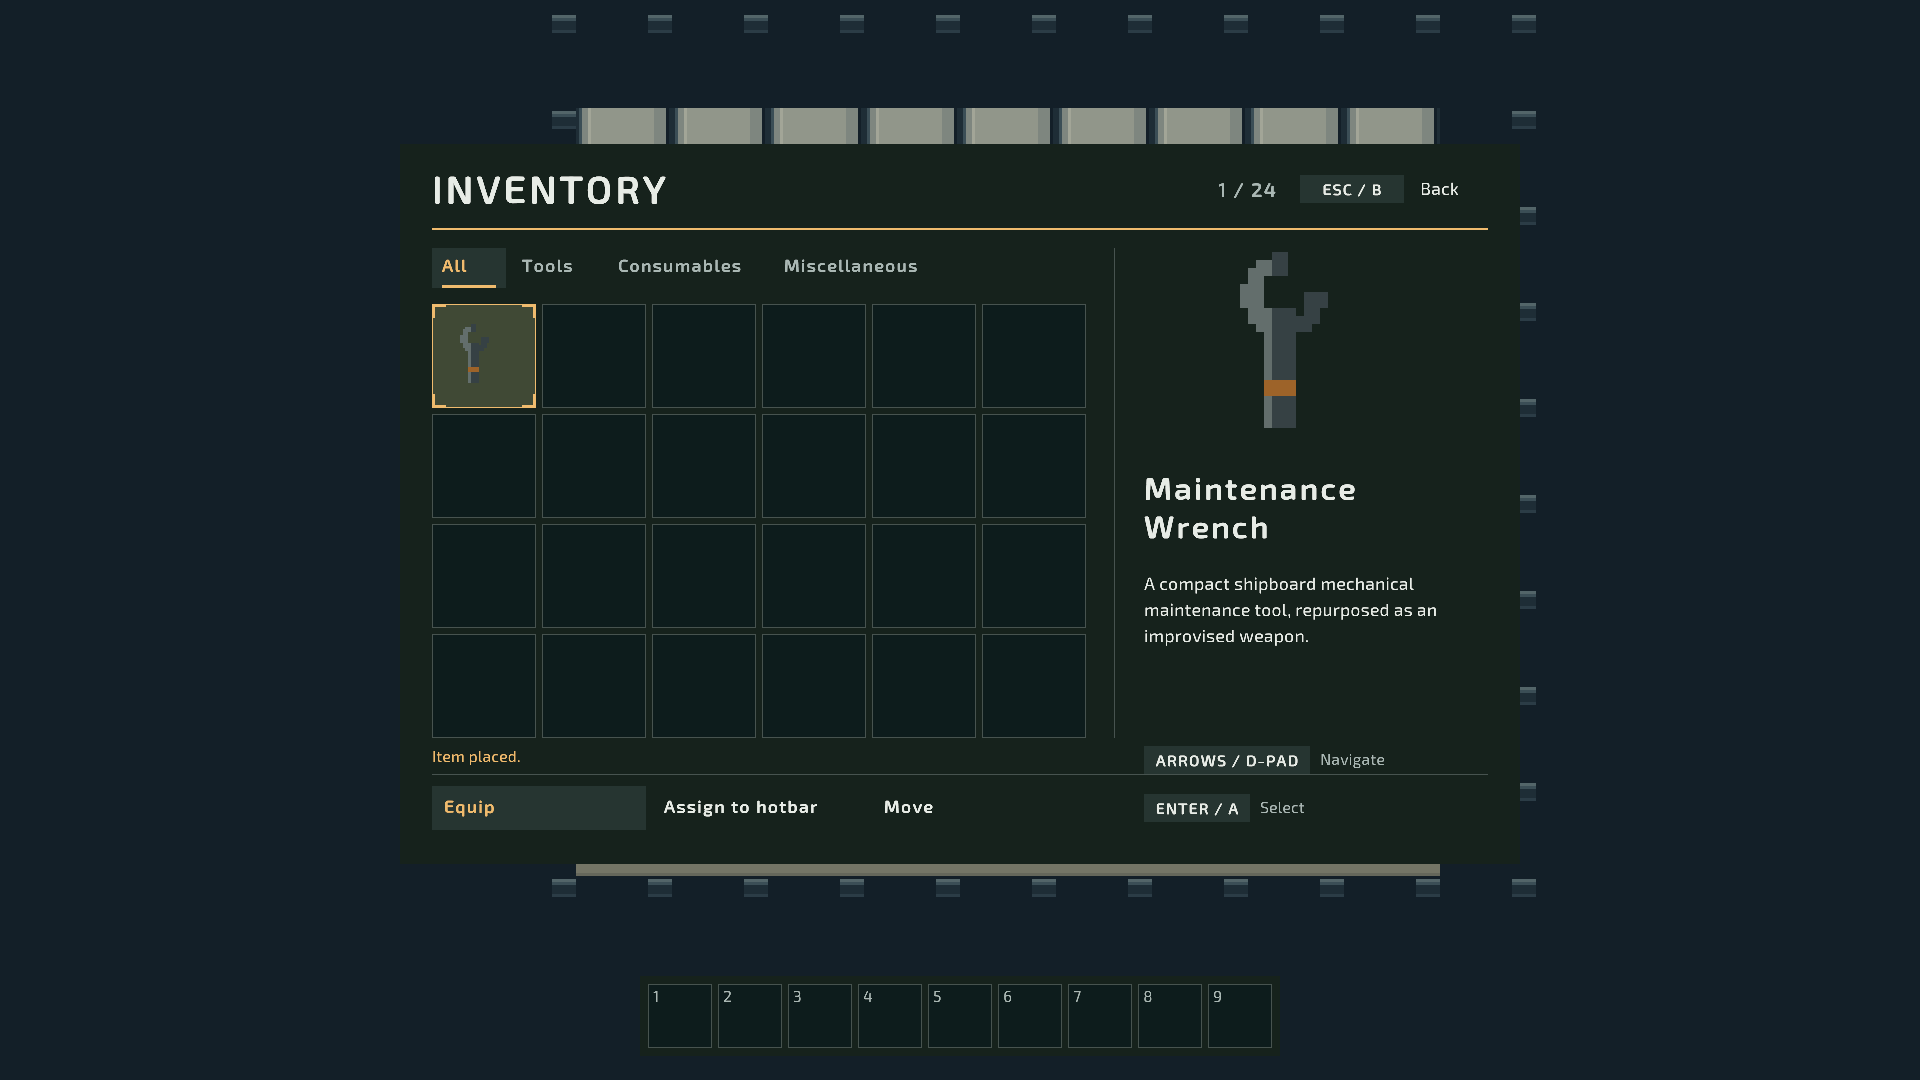 INVENTORY
1 / 24
ESC / B
Back
All
Tools
Consumables
Miscellaneous
Maintenance
Wrench
A compact shipboard mechanical
maintenance tool, repurposed as an
improvised weapon.
Item placed.
ARROWS / D-PAD
Navigate
Equip
Assign to hotbar
Move
ENTER / A
Select
1
2
3
4
5
6
7
8
9